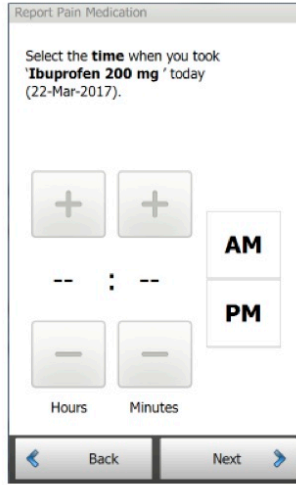 Report Pain Medication
Select the time when you took
‘Ibuprofen 200 mg ’ today
(22-Mar-2017).
+ +
AM
-- : --
PM
− −
Hours Minutes
Back Next